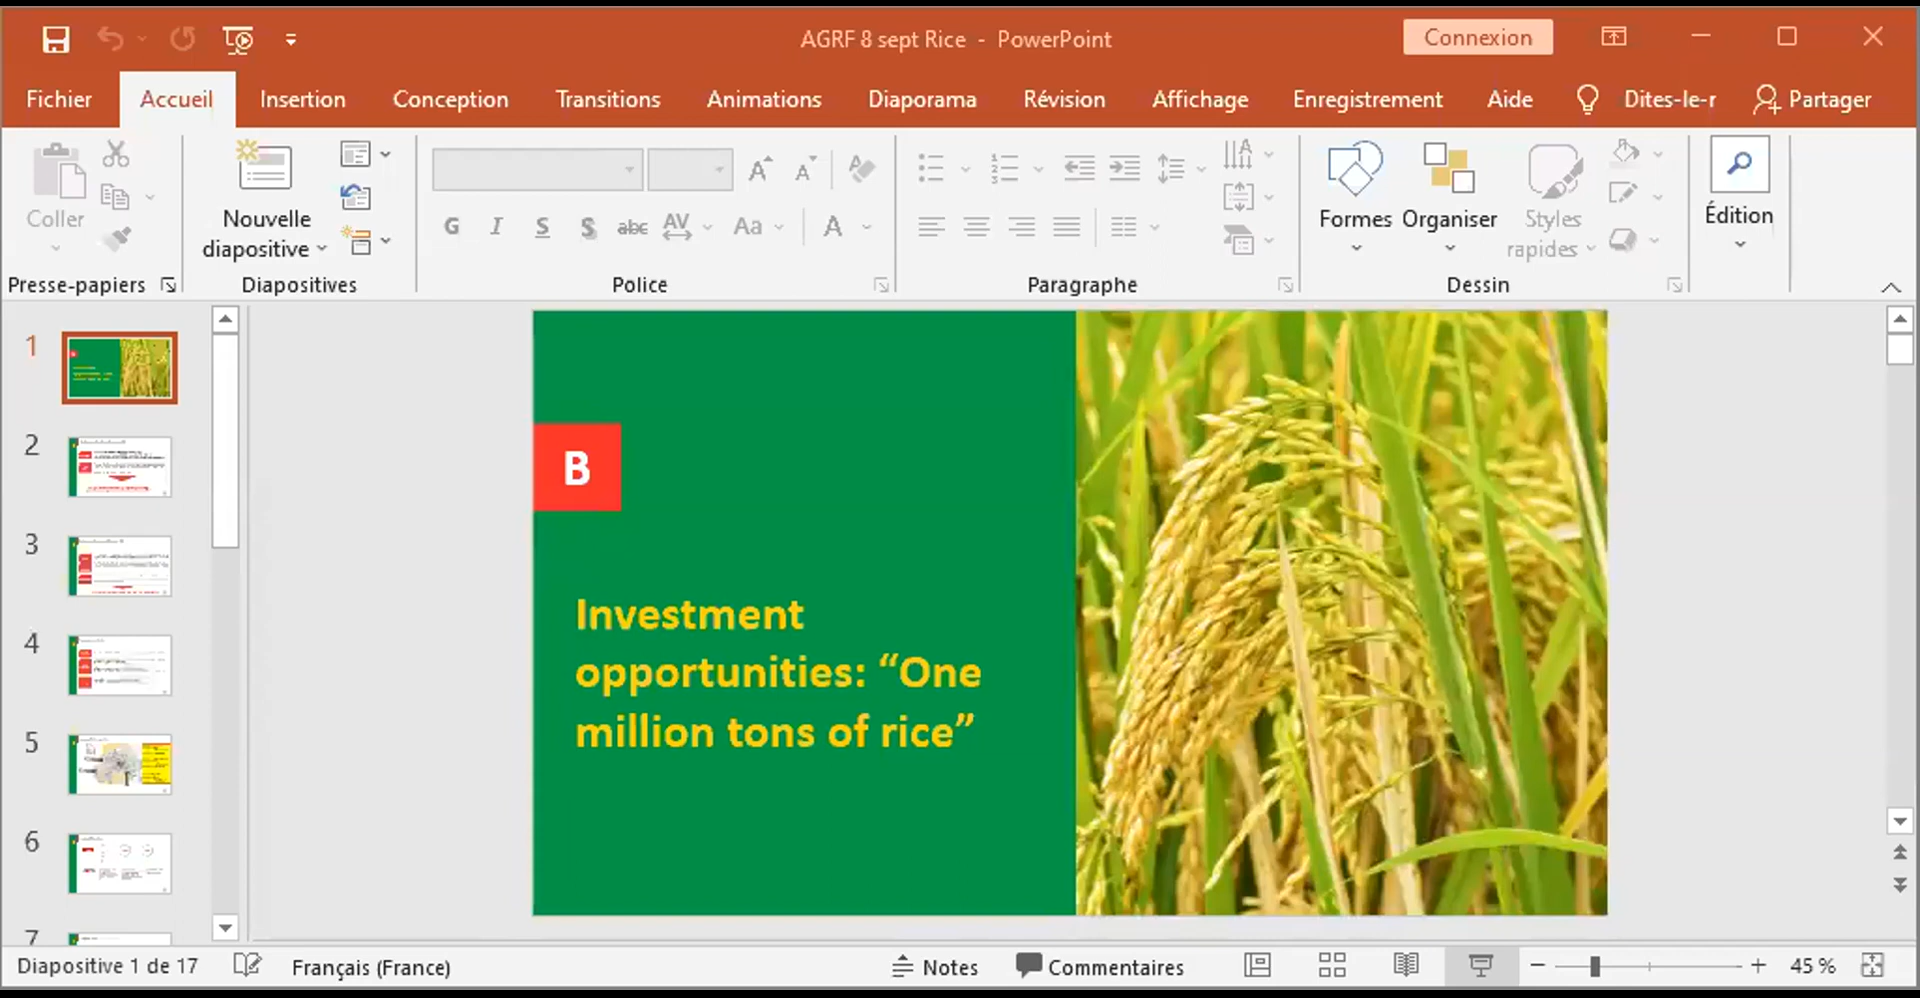 AGRF 8 sept Rice - PowerPoint
Connexion
Fichier Accueil Insertion Conception Transitions Animations Diaporama Révision Affichage Enregistrement Aide Dites-le-r Partager
Coller
Nouvelle
diapositive
G I S S abc AV Aa A
Formes Organiser Styles
rapides
Édition
Presse-papiers Diapositives Police Paragraphe Dessin
1
2
3
4
5
6
7
B
Investment
opportunities: “One
million tons of rice”
Diapositive 1 de 17 Français (France) Notes Commentaires 45 %